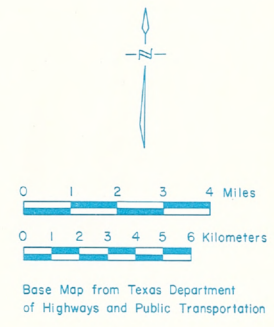 N
0 1 2 3 4 Miles
0 1 2 3 4 5 6 Kilometers
Base Map from Texas Department
of Highways and Public Transportation